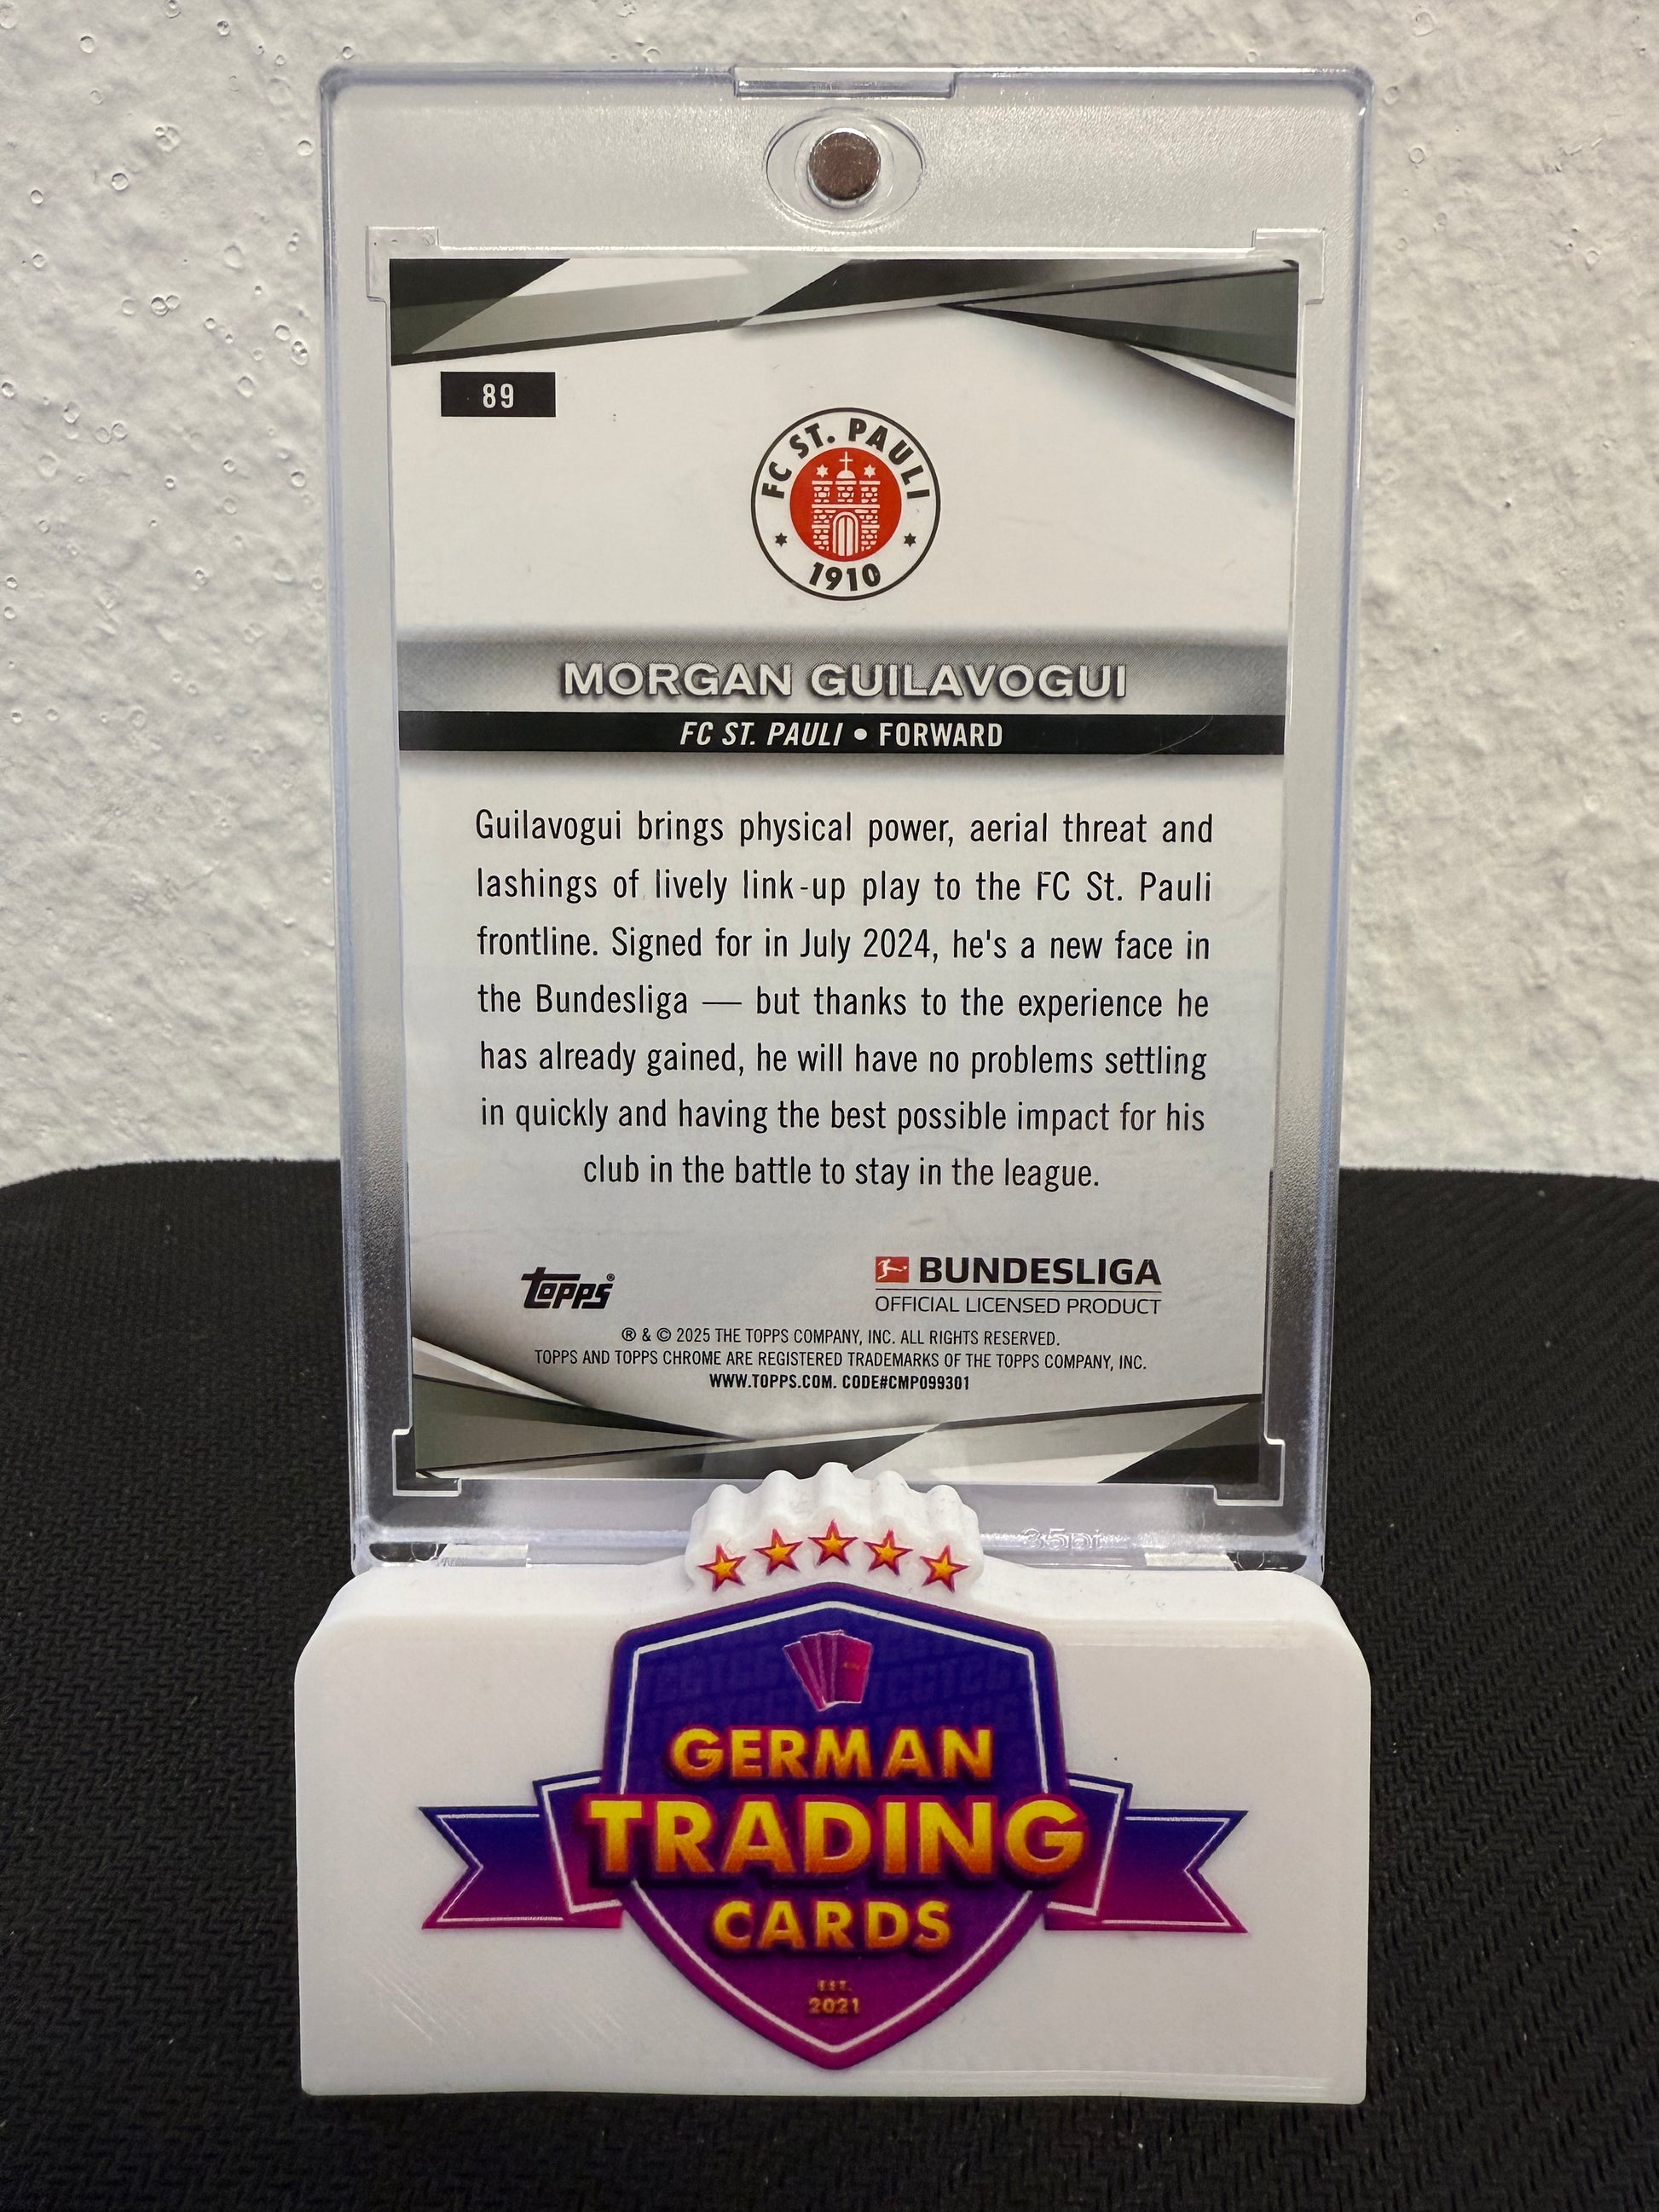 89
FC ST. PAULI
1910
MORGAN GUILAVOGUI
FC ST. PAULI • FORWARD
Guilavogui brings physical power, aerial threat and
lashings of lively link-up play to the FC St. Pauli
frontline. Signed for in July 2024, he's a new face in
the Bundesliga — but thanks to the experience he
has already gained, he will have no problems settling
in quickly and having the best possible impact for his
club in the battle to stay in the league.
topps®
BUNDESLIGA
OFFICIAL LICENSED PRODUCT
® & © 2025 THE TOPPS COMPANY, INC. ALL RIGHTS RESERVED.
TOPPS AND TOPPS CHROME ARE REGISTERED TRADEMARKS OF THE TOPPS COMPANY, INC.
WWW.TOPPS.COM. CODE#CMP099301
35pt
GERMAN
TRADING
CARDS
EST.
2021